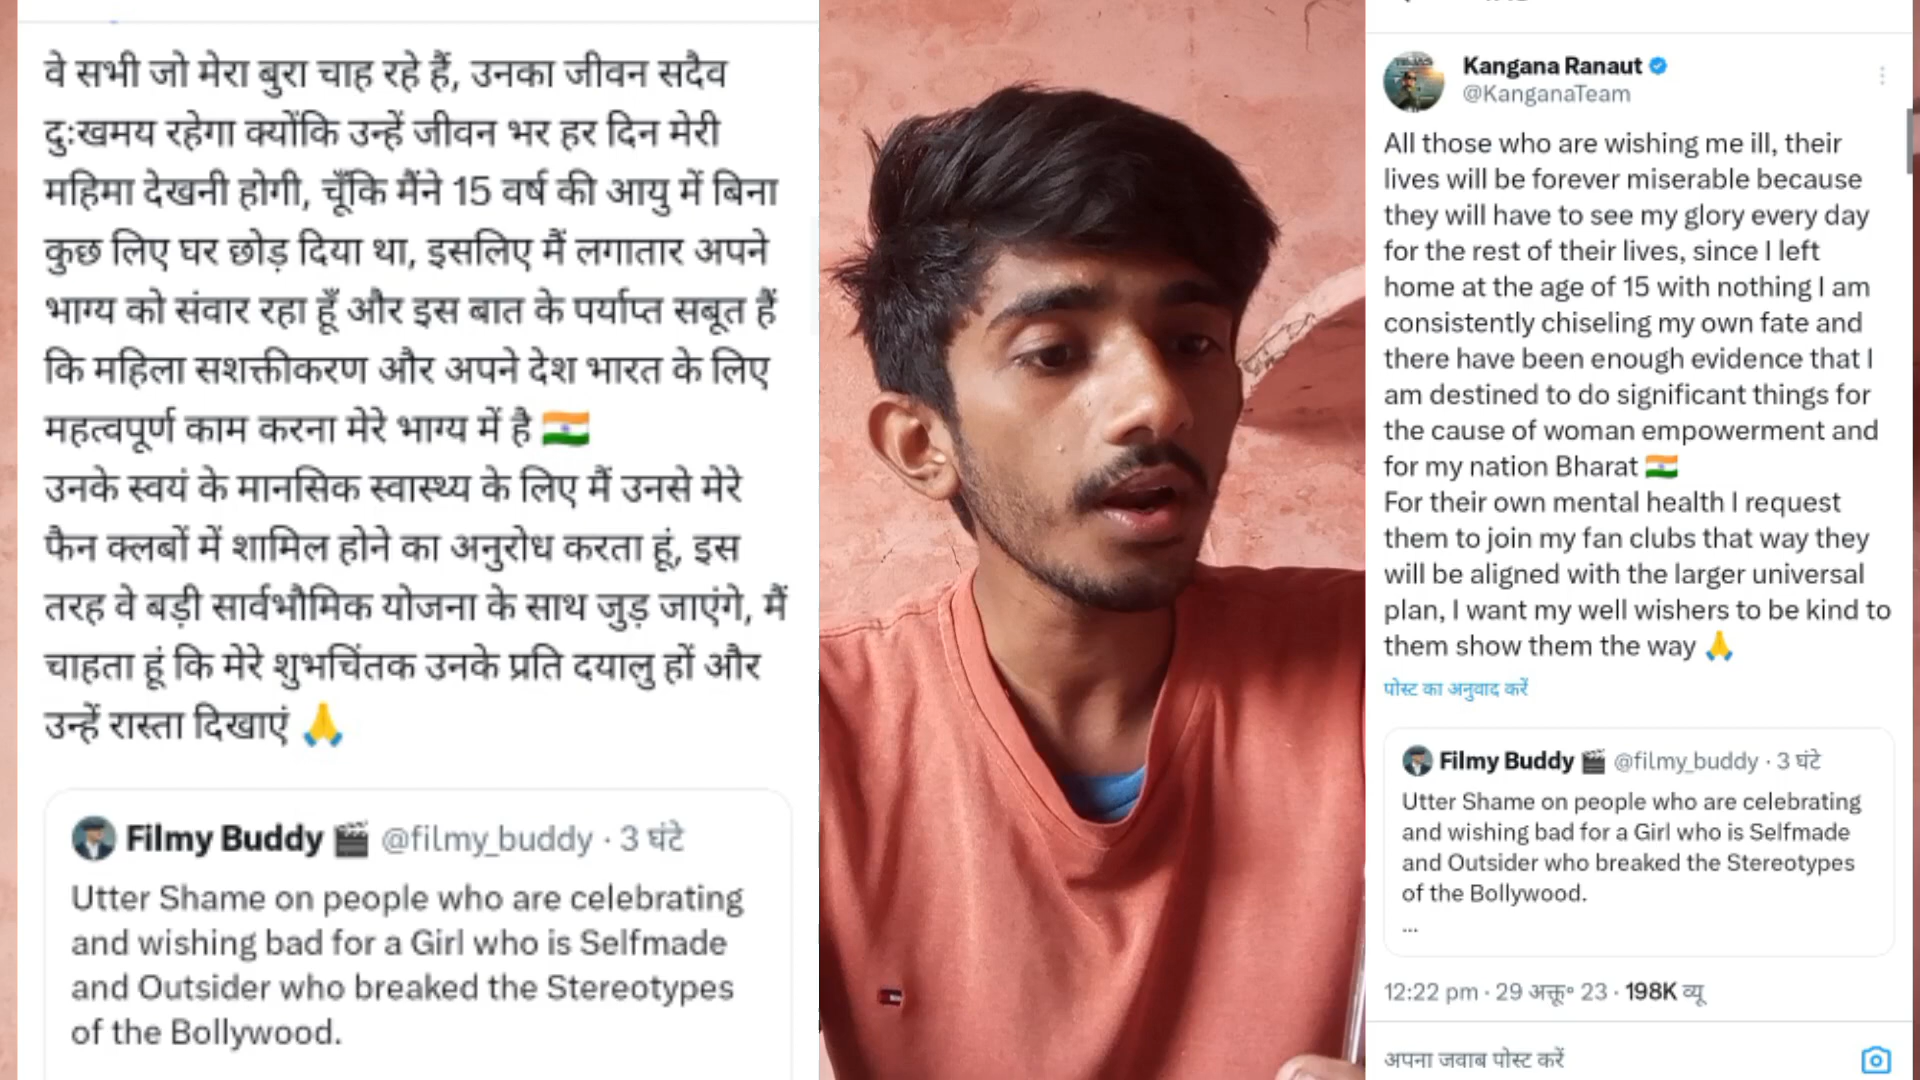 वे सभी जो मेरा बुरा चाह रहे हैं, उनका जीवन सदैव
दुःखमय रहेगा क्योंकि उन्हें जीवन भर हर दिन मेरी
महिमा देखनी होगी, चूँकि मैंने 15 वर्ष की आयु में बिना
कुछ लिए घर छोड़ दिया था, इसलिए मैं लगातार अपने
भाग्य को संवार रहा हूँ और इस बात के पर्याप्त सबूत हैं
कि महिला सशक्तीकरण और अपने देश भारत के लिए
महत्वपूर्ण काम करना मेरे भाग्य में है 🇮🇳
उनके स्वयं के मानसिक स्वास्थ्य के लिए मैं उनसे मेरे
फैन क्लबों में शामिल होने का अनुरोध करता हूं, इस
तरह वे बड़ी सार्वभौमिक योजना के साथ जुड़ जाएंगे, मैं
चाहता हूं कि मेरे शुभचिंतक उनके प्रति दयालु हों और
उन्हें रास्ता दिखाएं 🙏
Filmy Buddy 🎬 @filmy_buddy · 3 घंटे
Utter Shame on people who are celebrating
and wishing bad for a Girl who is Selfmade
and Outsider who breaked the Stereotypes
of the Bollywood.
Kangana Ranaut
@KanganaTeam
All those who are wishing me ill, their
lives will be forever miserable because
they will have to see my glory every day
for the rest of their lives, since I left
home at the age of 15 with nothing I am
consistently chiseling my own fate and
there have been enough evidence that I
am destined to do significant things for
the cause of woman empowerment and
for my nation Bharat 🇮🇳
For their own mental health I request
them to join my fan clubs that way they
will be aligned with the larger universal
plan, I want my well wishers to be kind to
them show them the way 🙏
पोस्ट का अनुवाद करें
Filmy Buddy 🎬 @filmy_buddy · 3 घंटे
Utter Shame on people who are celebrating
and wishing bad for a Girl who is Selfmade
and Outsider who breaked the Stereotypes
of the Bollywood.
...
12:22 pm · 29 अक्तू॰ 23 · 198K व्यू
अपना जवाब पोस्ट करें